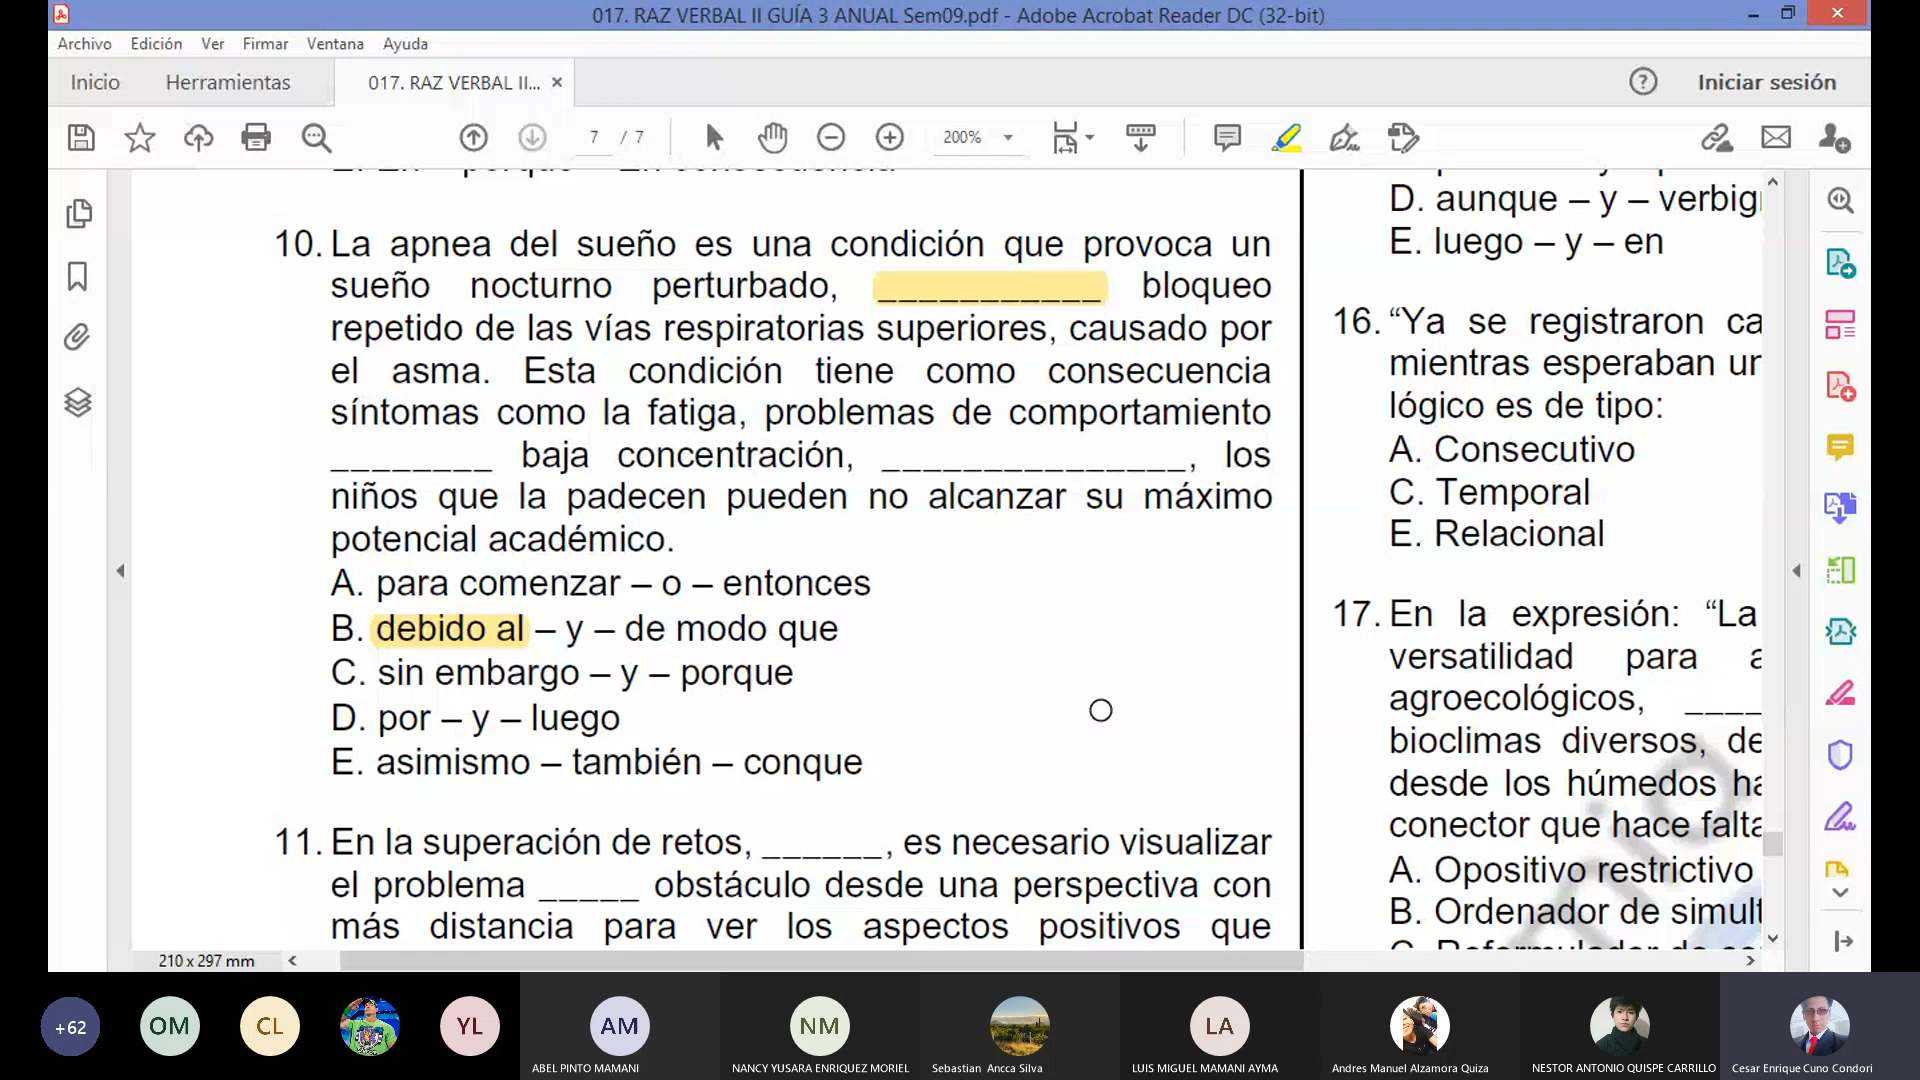 017. RAZ VERBAL II GUÍA 3 ANUAL Sem09.pdf - Adobe Acrobat Reader DC (32-bit)
Archivo Edición Ver Firmar Ventana Ayuda
Inicio Herramientas 017. RAZ VERBAL II... × Iniciar sesión
7 / 7 200%
10. La apnea del sueño es una condición que provoca un
sueño nocturno perturbado, ___________ bloqueo
repetido de las vías respiratorias superiores, causado por
el asma. Esta condición tiene como consecuencia
síntomas como la fatiga, problemas de comportamiento
________ baja concentración, _______________, los
niños que la padecen pueden no alcanzar su máximo
potencial académico.
A. para comenzar – o – entonces
B. debido al – y – de modo que
C. sin embargo – y – porque
D. por – y – luego
E. asimismo – también – conque
11. En la superación de retos, ______, es necesario visualizar
el problema _____ obstáculo desde una perspectiva con
más distancia para ver los aspectos positivos que
D. aunque – y – verbig
E. luego – y – en
16. “Ya se registraron ca
mientras esperaban un
lógico es de tipo:
A. Consecutivo
C. Temporal
E. Relacional
17. En la expresión: “La
versatilidad para a
agroecológicos, ____
bioclimas diversos, de
desde los húmedos ha
conector que hace falta
A. Opositivo restrictivo
B. Ordenador de simult
210 x 297 mm
+62 OM CL YL AM NM LA
ABEL PINTO MAMANI NANCY YUSARA ENRIQUEZ MORIEL Sebastian Ancca Silva LUIS MIGUEL MAMANI AYMA Andres Manuel Alzamora Quiza NESTOR ANTONIO QUISPE CARRILLO Cesar Enrique Cuno Condori